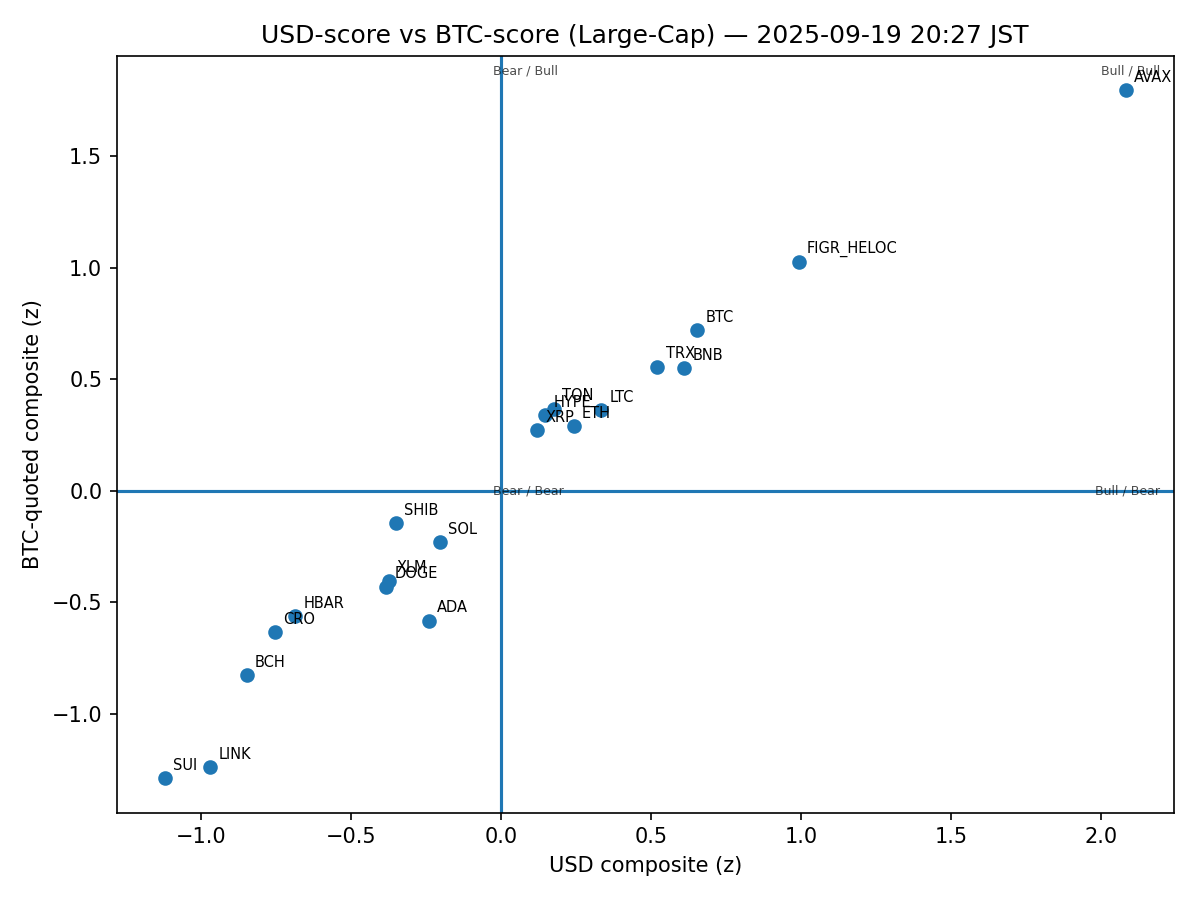 USD-score vs BTC-score (Large-Cap) — 2025-09-19 20:27 JST
Bear / Bull
Bull / Bull
AVAX
1.5
FIGR_HELOC
1.0
BTC
TRX
BNB
0.5
TON
LTC
HYPE
ETH
XRP
0.0
Bear / Bear
Bull / Bear
SHIB
SOL
XLM
DOGE
−0.5
HBAR
ADA
CRO
BCH
−1.0
LINK
SUI
BTC-quoted composite (z)
−1.0
−0.5
0.0
0.5
1.0
1.5
2.0
USD composite (z)